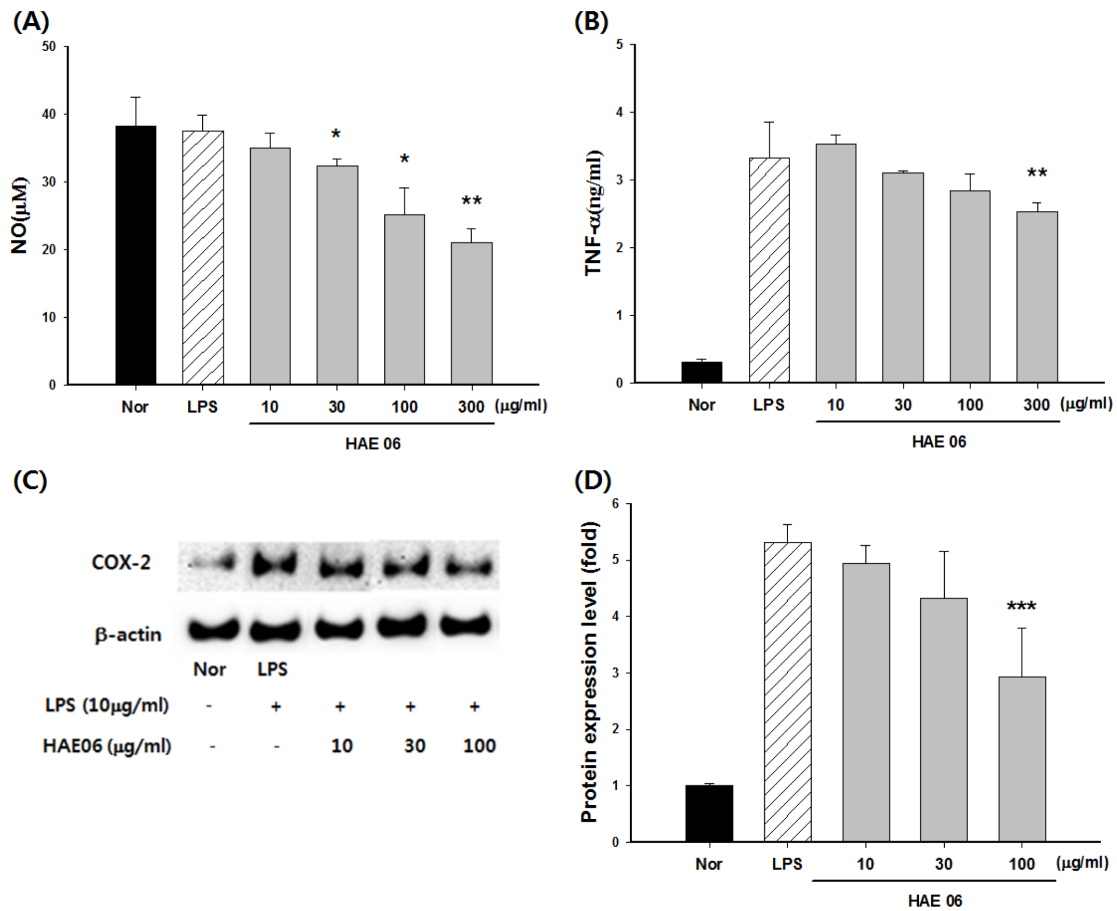 (A)
50
40
30
20
10
0
NO(μM)
*
*
**
Nor
LPS
10
30
100
300
(μg/ml)
HAE 06
(B)
5
4
3
2
1
0
TNF-α(ng/ml)
**
Nor
LPS
10
30
100
300
(μg/ml)
HAE 06
(C)
COX-2
β-actin
Nor LPS
LPS (10μg/ml) - + + + +
HAE06 (μg/ml) - - 10 30 100
(D)
6
5
4
3
2
1
0
Protein expression level (fold)
***
Nor
LPS
10
30
100
(μg/ml)
HAE 06